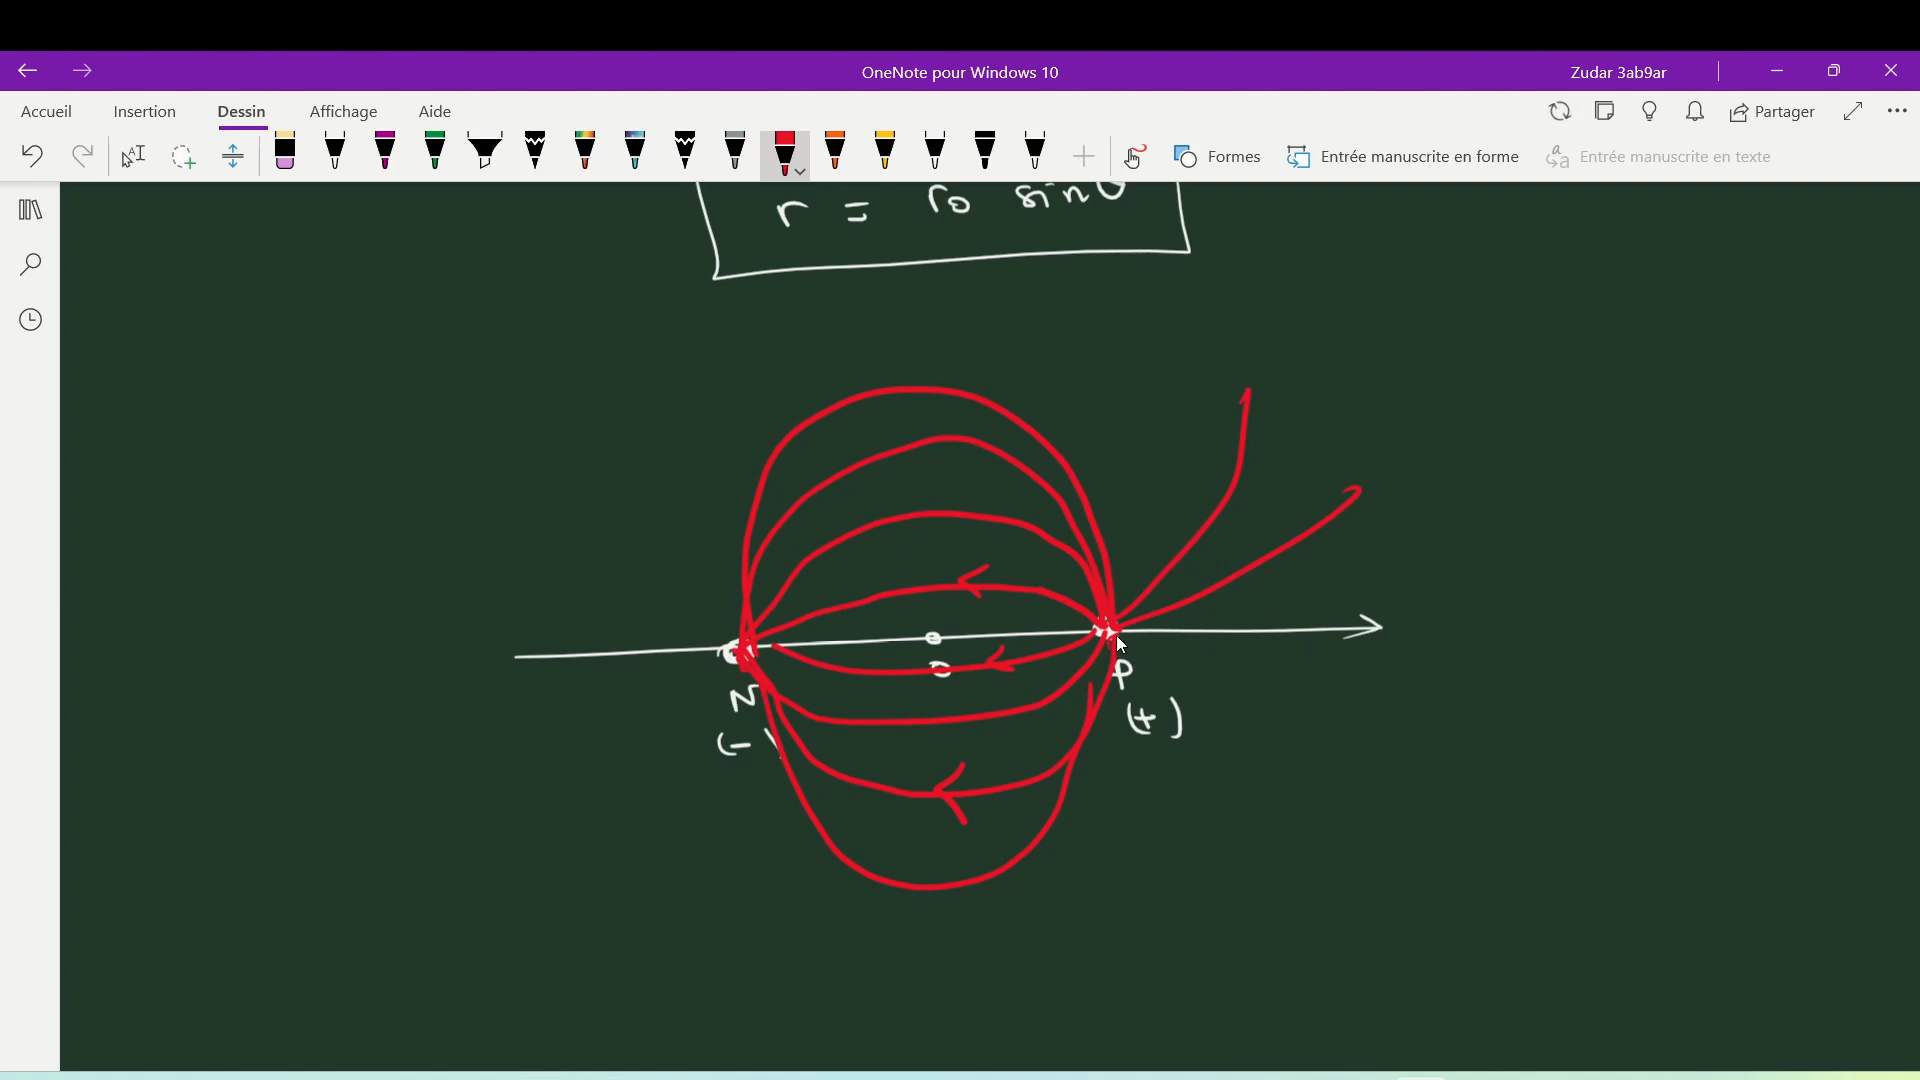 OneNote pour Windows 10
Zudar 3ab9ar
Accueil Insertion Dessin Affichage Aide
Partager
Formes Entrée manuscrite en forme Entrée manuscrite en texte
r = r0 sinθ
O
N P
(-) (+)